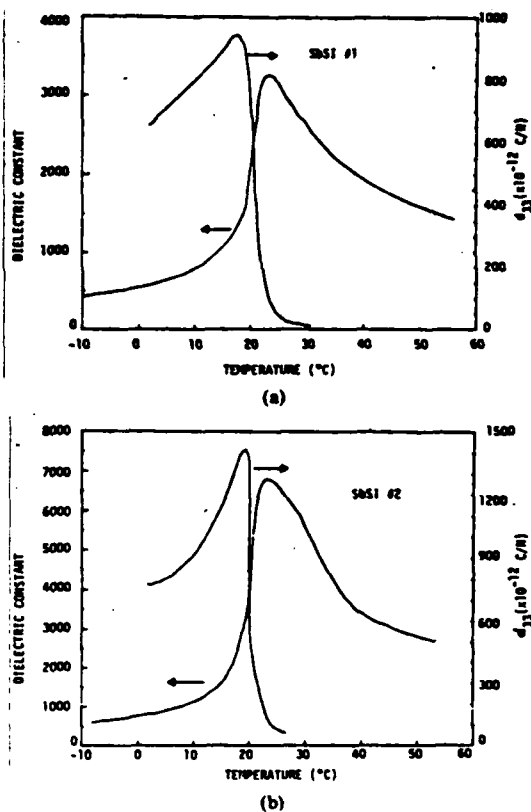 4000
3000
2000
1000
0
DIELECTRIC CONSTANT
SbSI #1
1000
800
600
400
200
0
d33(x10-12 C/N)
-10 0 10 20 30 40 50 60
TEMPERATURE (°C)
(a)
8000
7000
6000
5000
4000
3000
2000
1000
0
DIELECTRIC CONSTANT
SbSI #2
1500
1200
900
600
300
0
d33(x10-12 C/N)
-10 0 10 20 30 40 50 60
TEMPERATURE (°C)
(b)